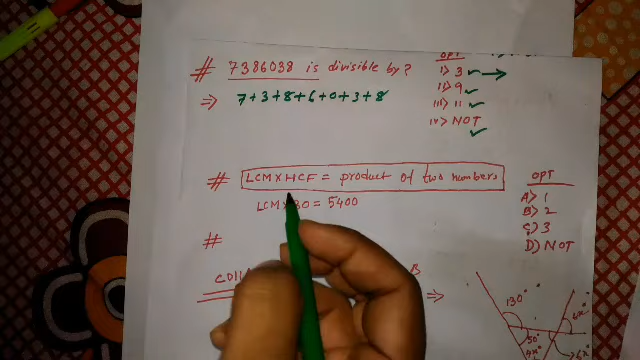 # 7386038 is divisible by?
OPT
i> 3
ii> 9
iii> 11
iv> NOT
=> 7+3+8+6+0+3+8
# LCM X HCF = product of two numbers
LCM X 30 = 5400
OPT
A> 1
B> 2
C> 3
D> NOT
#
B
=>
130°
50°